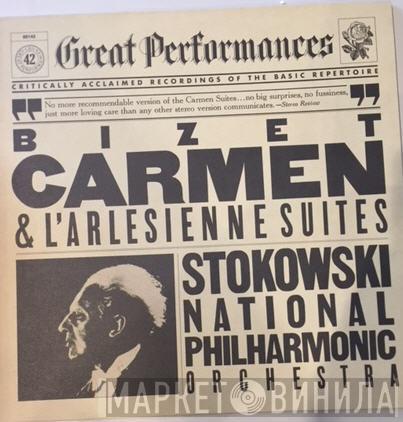 60142
42
Great Performances
CRITICALLY ACCLAIMED RECORDINGS OF THE BASIC REPERTOIRE
"No more recommendable version of the Carmen Suites...no big surprises, no fussiness,
just more loving care than any other stereo version communicates.—Stereo Review"
BIZET
CARMEN
& L'ARLESIENNE SUITES
STOKOWSKI
NATIONAL
PHILHARMONIC
ORCHESTRA
МАРКЕТ ВИНИЛА